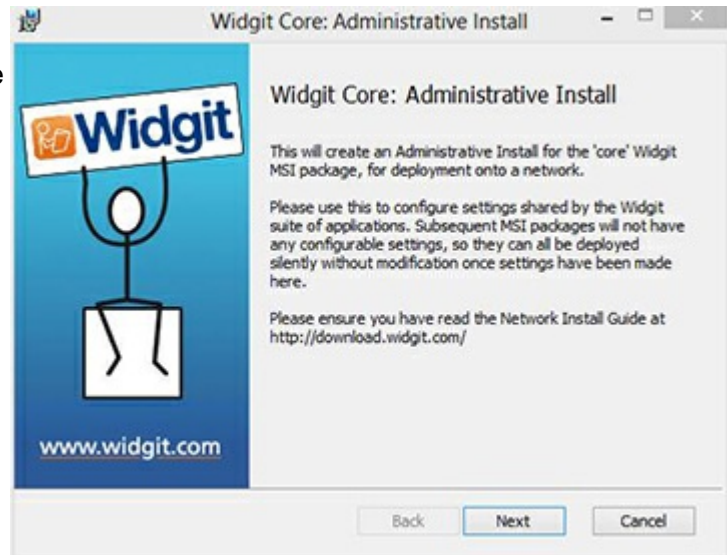 Widgit Core: Administrative Install
e
Widgit
www.widgit.com
Widgit Core: Administrative Install
This will create an Administrative Install for the 'core' Widgit
MSI package, for deployment onto a network.
Please use this to configure settings shared by the Widgit
suite of applications. Subsequent MSI packages will not have
any configurable settings, so they can all be deployed
silently without modification once settings have been made
here.
Please ensure you have read the Network Install Guide at
http://download.widgit.com/
Back Next Cancel